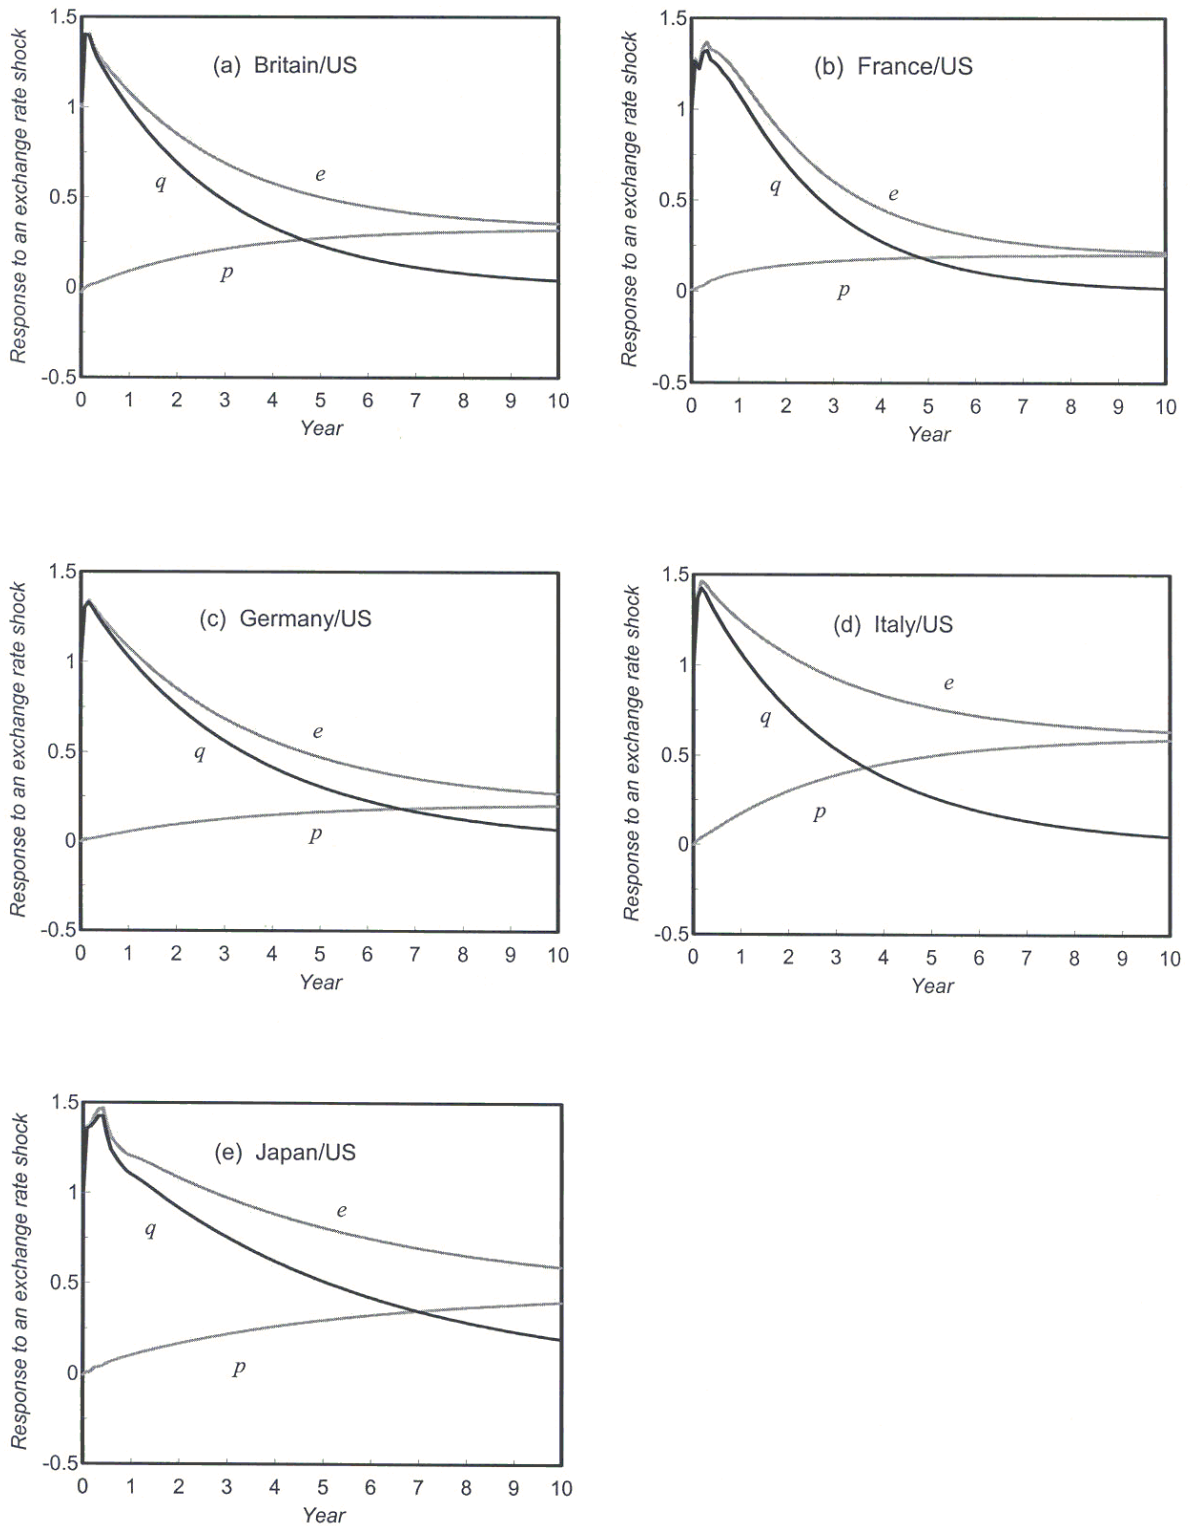 Response to an exchange rate shock
1.5
1
0.5
0
-0.5
(a) Britain/US
e
q
p
0 1 2 3 4 5 6 7 8 9 10
Year
Response to an exchange rate shock
1.5
1
0.5
0
-0.5
(b) France/US
e
q
p
0 1 2 3 4 5 6 7 8 9 10
Year
Response to an exchange rate shock
1.5
1
0.5
0
-0.5
(c) Germany/US
e
q
p
0 1 2 3 4 5 6 7 8 9 10
Year
Response to an exchange rate shock
1.5
1
0.5
0
-0.5
(d) Italy/US
e
q
p
0 1 2 3 4 5 6 7 8 9 10
Year
Response to an exchange rate shock
1.5
1
0.5
0
-0.5
(e) Japan/US
e
q
p
0 1 2 3 4 5 6 7 8 9 10
Year